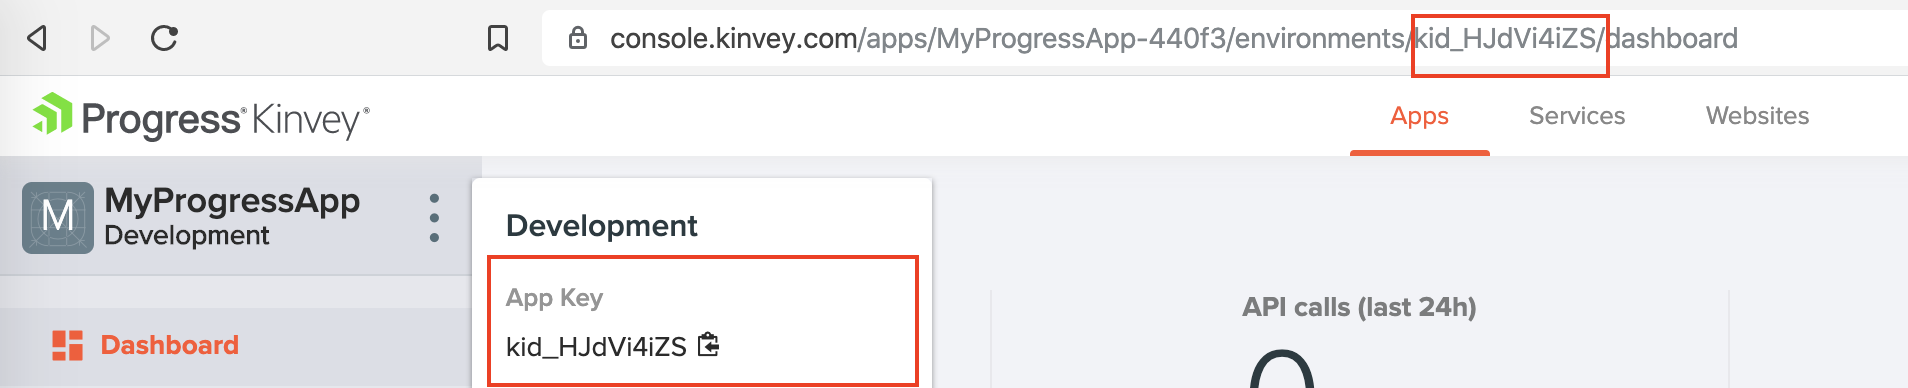 console.kinvey.com/apps/MyProgressApp-440f3/environments/kid_HJdVi4iZS/dashboard
Progress® Kinvey®
Apps Services Websites
M
MyProgressApp
Development
Development
App Key
kid_HJdVi4iZS
Dashboard
API calls (last 24h)